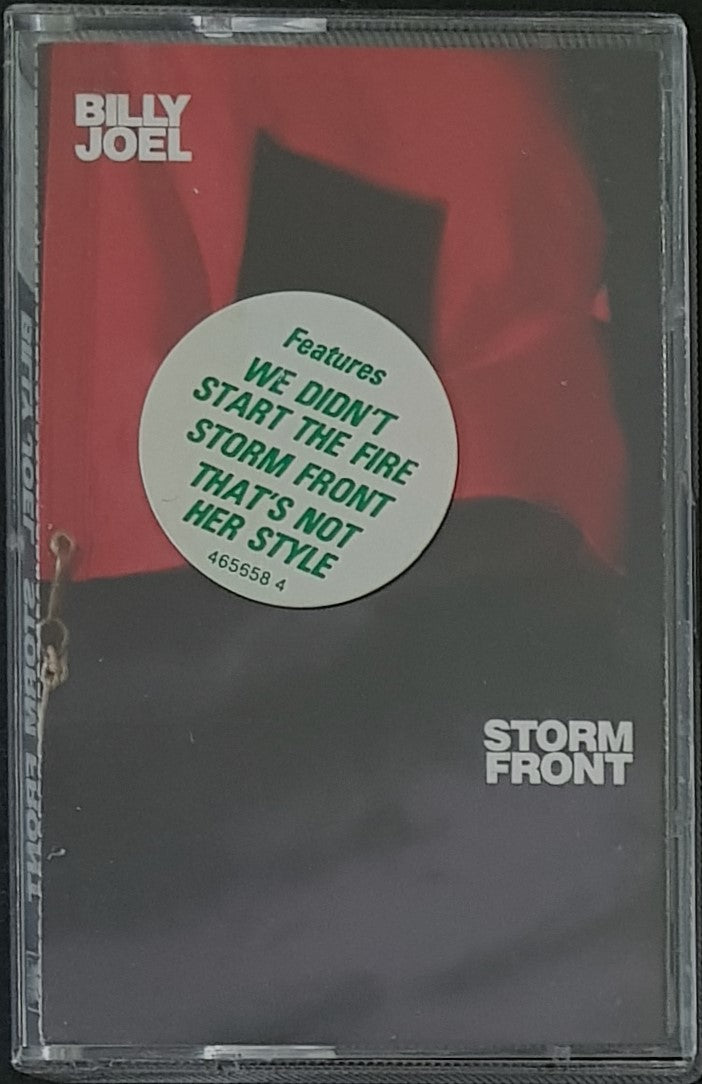 BILLY
JOEL
Features
WE DIDN'T
START THE FIRE
STORM FRONT
THAT'S NOT
HER STYLE
465658 4
STORM
FRONT
BILLY JOEL STORM FRONT